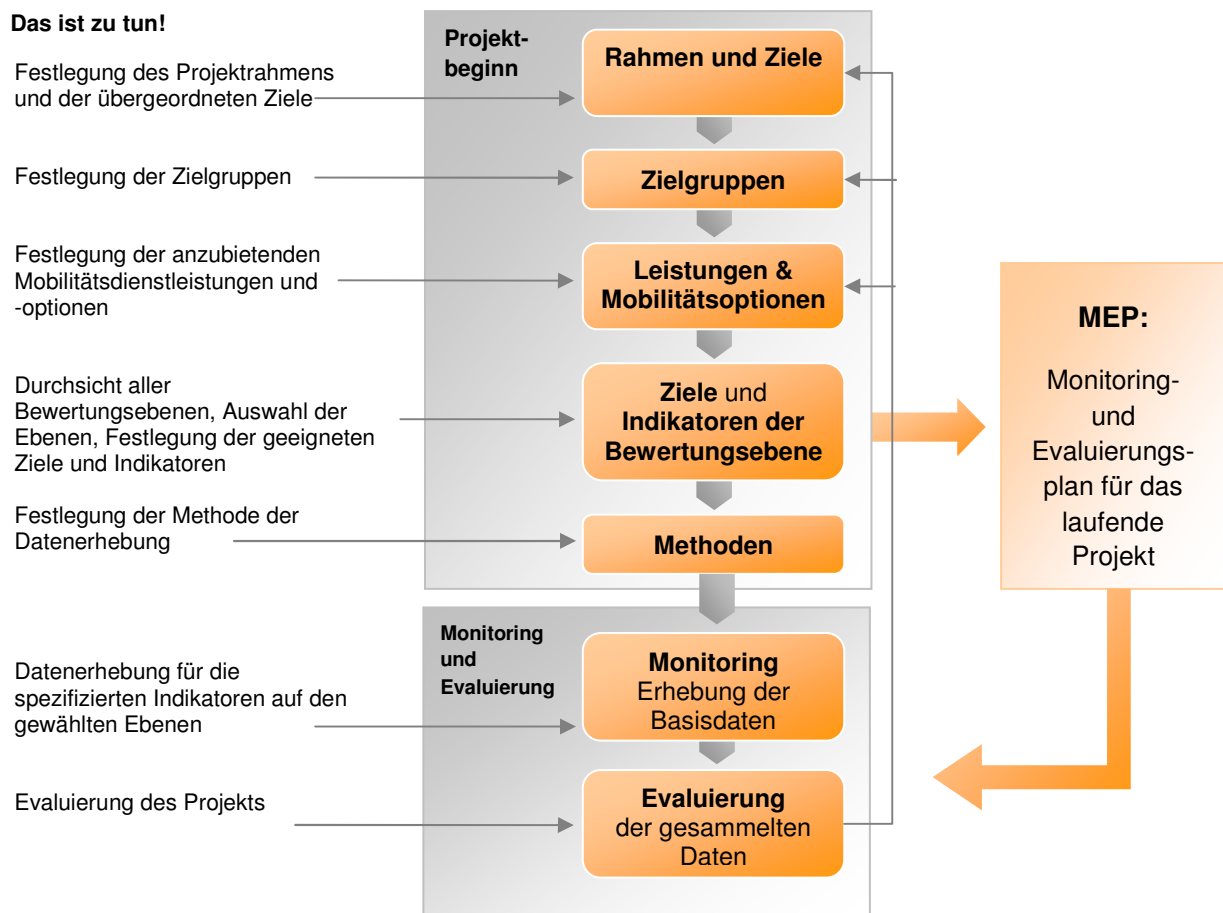 Das ist zu tun!
Projekt-
beginn
Rahmen und Ziele
Festlegung des Projektrahmens
und der übergeordneten Ziele
Festlegung der Zielgruppen
Zielgruppen
Festlegung der anzubietenden
Mobilitätsdienstleistungen und
-optionen
Leistungen &
Mobilitätsoptionen
Durchsicht aller
Bewertungsebenen, Auswahl der
Ebenen, Festlegung der geeigneten
Ziele und Indikatoren
Ziele und
Indikatoren der
Bewertungsebene
Festlegung der Methode der
Datenerhebung
Methoden
MEP:
Monitoring-
und
Evaluierungs-
plan für das
laufende
Projekt
Monitoring
und
Evaluierung
Datenerhebung für die
spezifizierten Indikatoren auf den
gewählten Ebenen
Monitoring
Erhebung der
Basisdaten
Evaluierung des Projekts
Evaluierung
der gesammelten
Daten